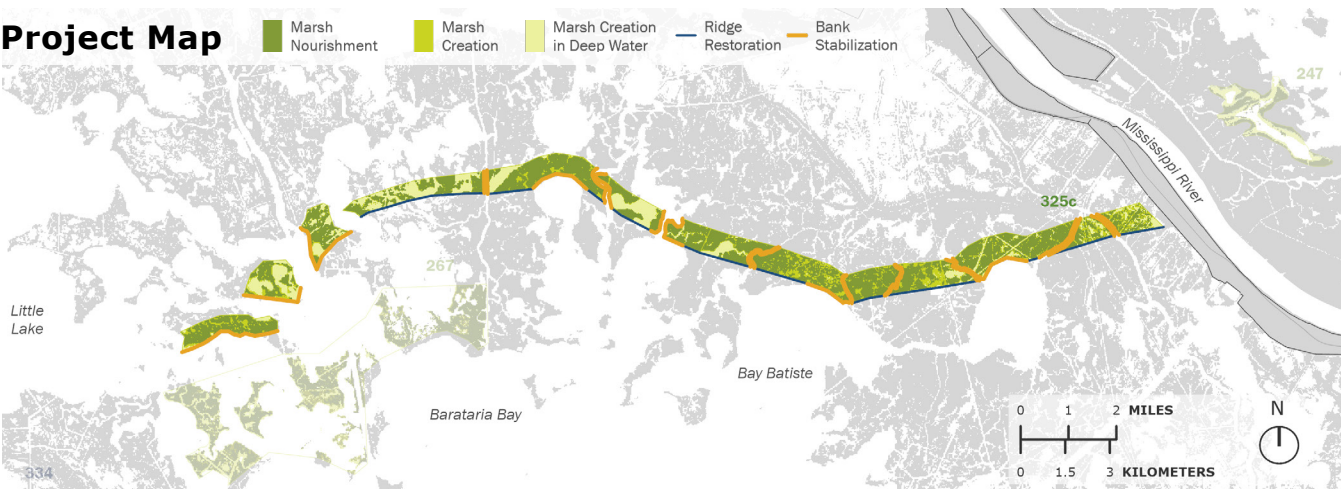 Project Map
Marsh
Nourishment
Marsh
Creation
Marsh Creation
in Deep Water
Ridge
Restoration
Bank
Stabilization
247
Mississippi River
325c
267
Little
Lake
Bay Batiste
Barataria Bay
334
0 1 2 MILES
0 1.5 3 KILOMETERS
N